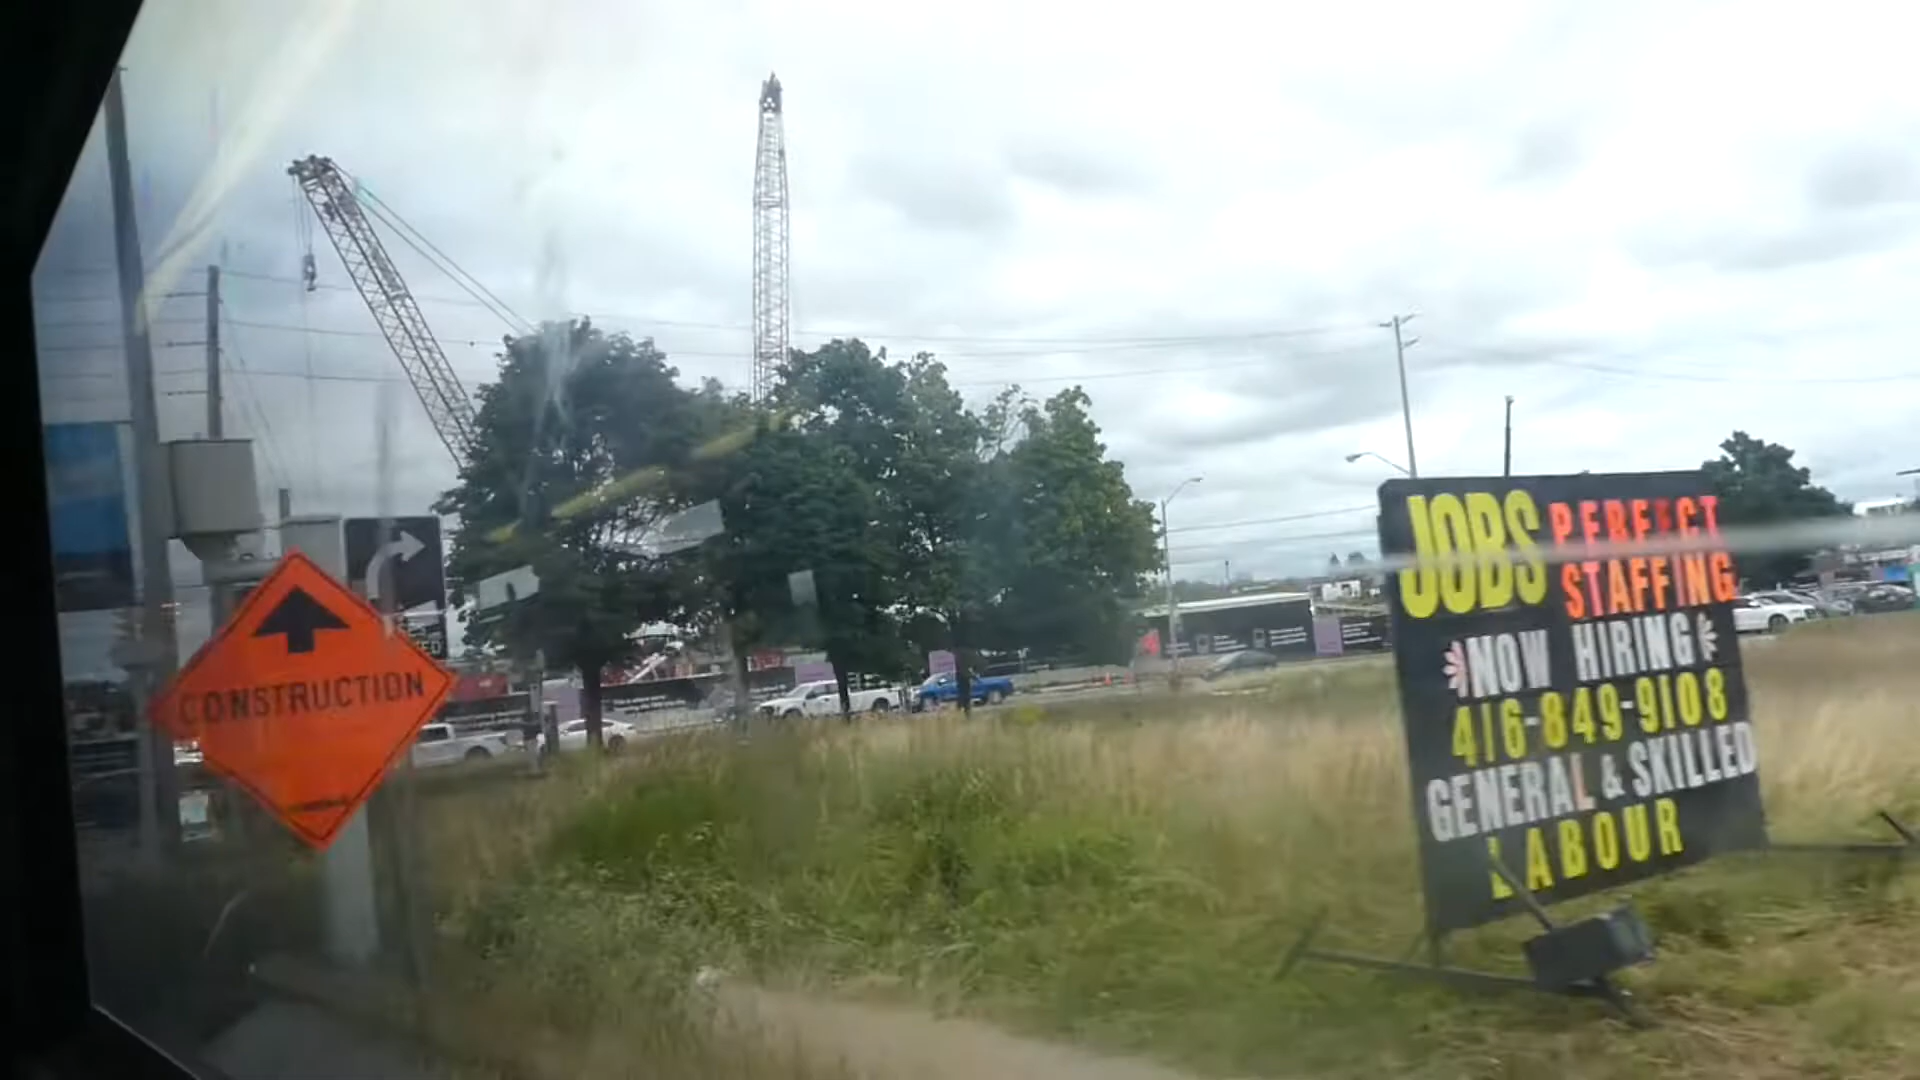 CONSTRUCTION
JOBS PERFECT
STAFFING
NOW HIRING
416-849-9108
GENERAL & SKILLED
LABOUR